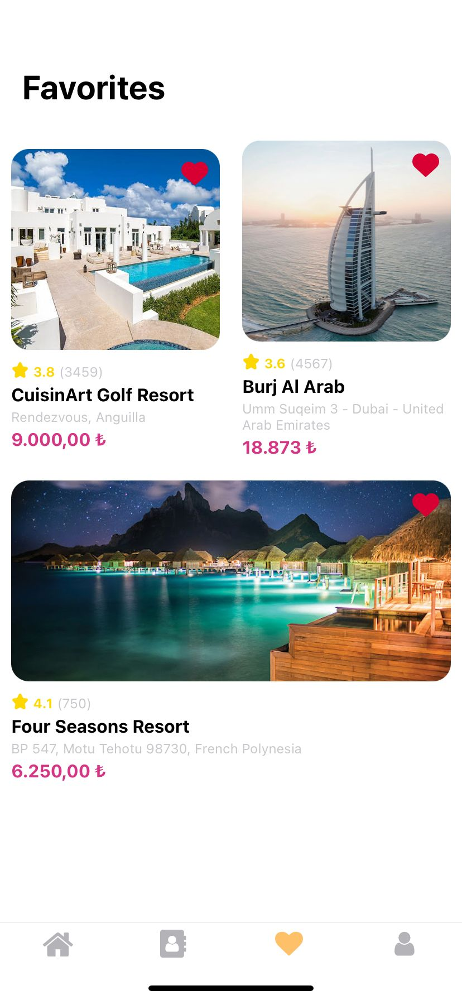 Favorites
3.8 (3459)
CuisinArt Golf Resort
Rendezvous, Anguilla
9.000,00 ₺
3.6 (4567)
Burj Al Arab
Umm Suqeim 3 - Dubai - United
Arab Emirates
18.873 ₺
4.1 (750)
Four Seasons Resort
BP 547, Motu Tehotu 98730, French Polynesia
6.250,00 ₺